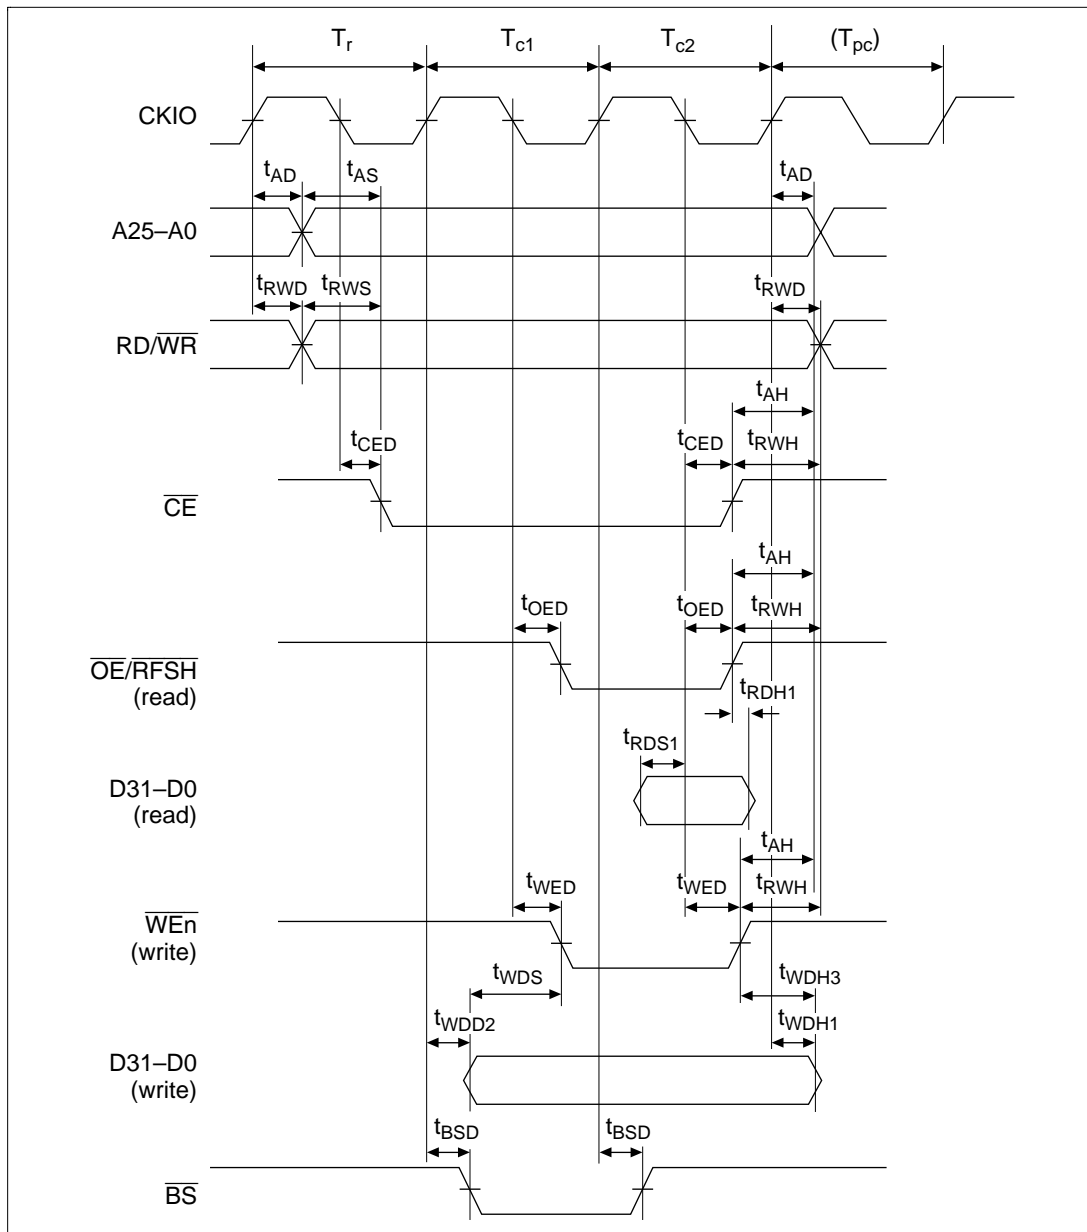 Tr Tc1 Tc2 (Tpc)
CKIO
tAD tAS tAD
A25–A0
tRWD tRWS tRWD
RD/WR
tAH
tCED tCED tRWH
CE
tAH
tOED tOED tRWH
OE/RFSH
(read)
tRDH1
tRDS1
D31–D0
(read)
tAH
tWED tWED tRWH
WEn
(write)
tWDS tWDH3
tWDD2 tWDH1
D31–D0
(write)
tBSD tBSD
BS